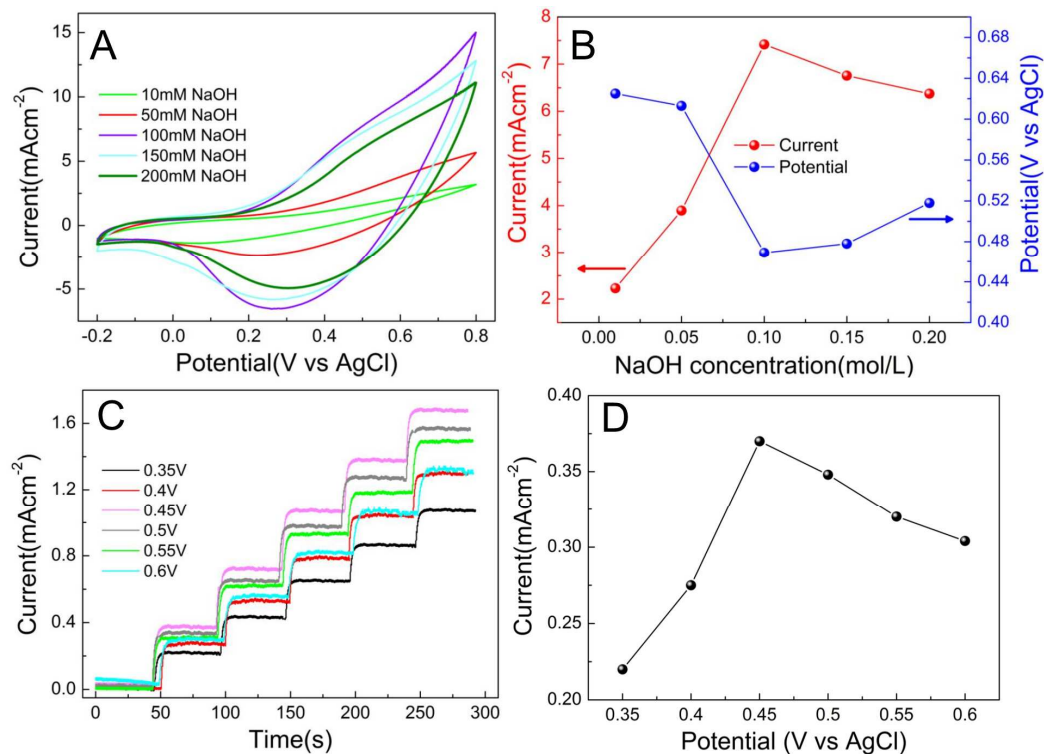 A
15
10
5
0
-5
Current(mAcm-2)
10mM NaOH
50mM NaOH
100mM NaOH
150mM NaOH
200mM NaOH
-0.2 0.0 0.2 0.4 0.6 0.8
Potential(V vs AgCl)
B
8
7
6
5
4
3
2
Current(mAcm-2)
Current
Potential
0.68
0.64
0.60
0.56
0.52
0.48
0.44
0.40
Potential(V vs AgCl)
0.00 0.05 0.10 0.15 0.20
NaOH concentration(mol/L)
C
1.6
1.2
0.8
0.4
0.0
Current(mAcm-2)
0.35V
0.4V
0.45V
0.5V
0.55V
0.6V
0 50 100 150 200 250 300
Time(s)
D
0.40
0.35
0.30
0.25
0.20
Current(mAcm-2)
0.35 0.4 0.45 0.5 0.55 0.6
Potential (V vs AgCl)